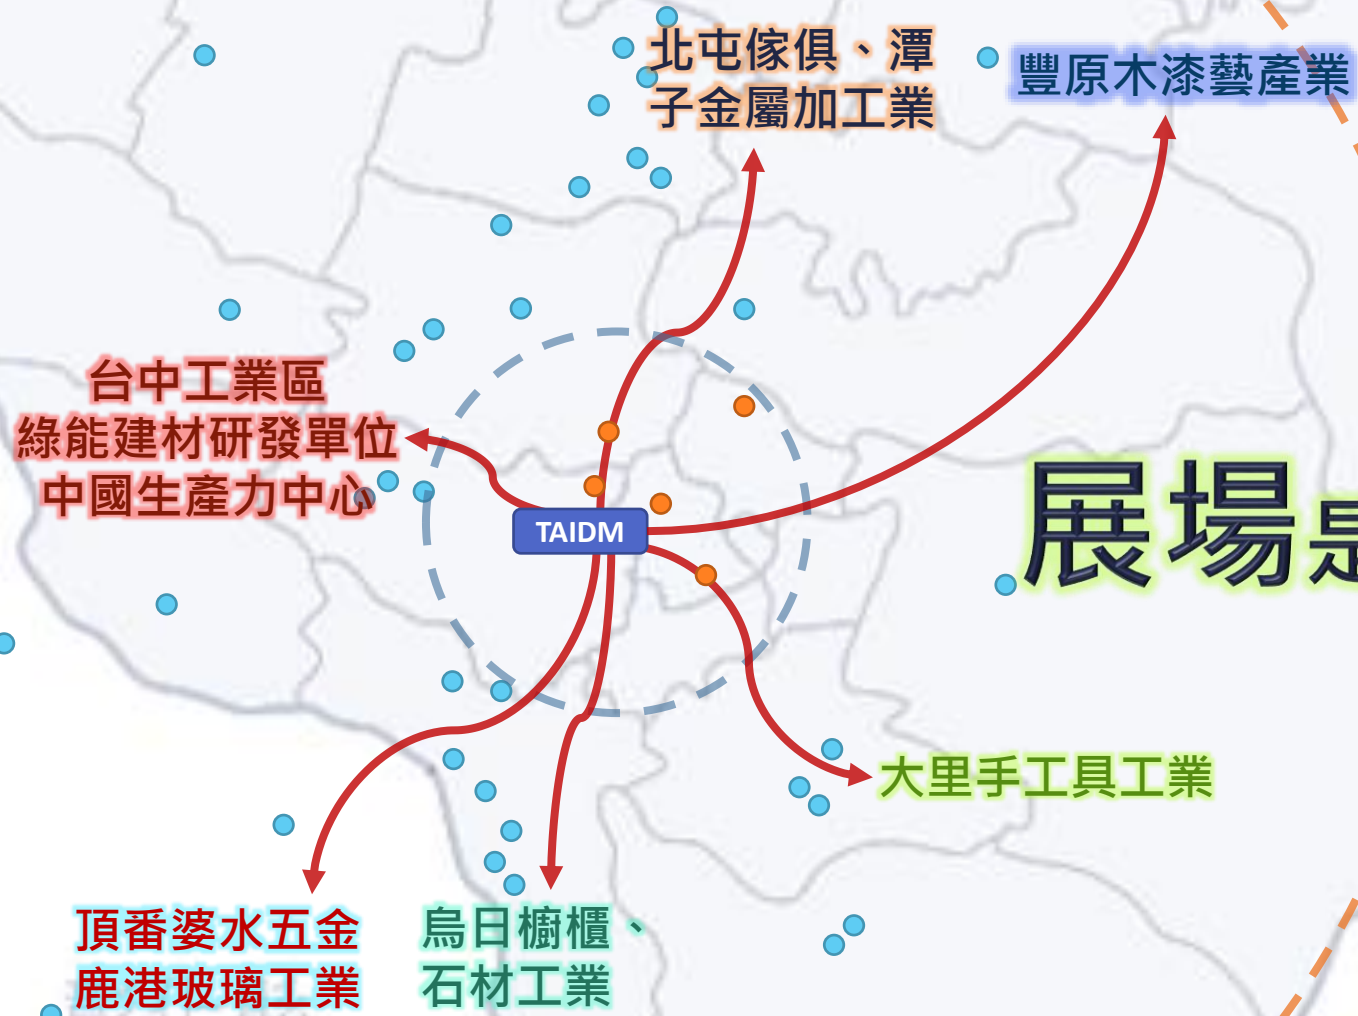 北屯傢俱、潭
子金屬加工業
豐原木漆藝產業
台中工業區
綠能建材研發單位
中國生產力中心
TAIDM
展場
大里手工具工業
頂番婆水五金
鹿港玻璃工業
烏日櫥櫃、
石材工業